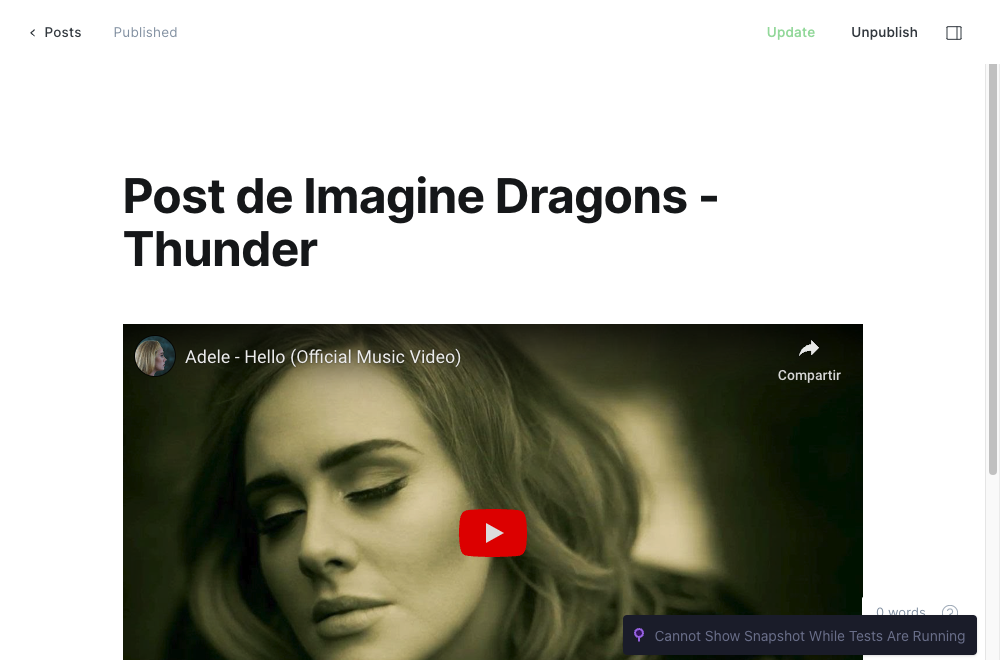 Posts
Published
Update
Unpublish
Post de Imagine Dragons -
Thunder
Adele - Hello (Official Music Video)
Compartir
0 words
?
Cannot Show Snapshot While Tests Are Running